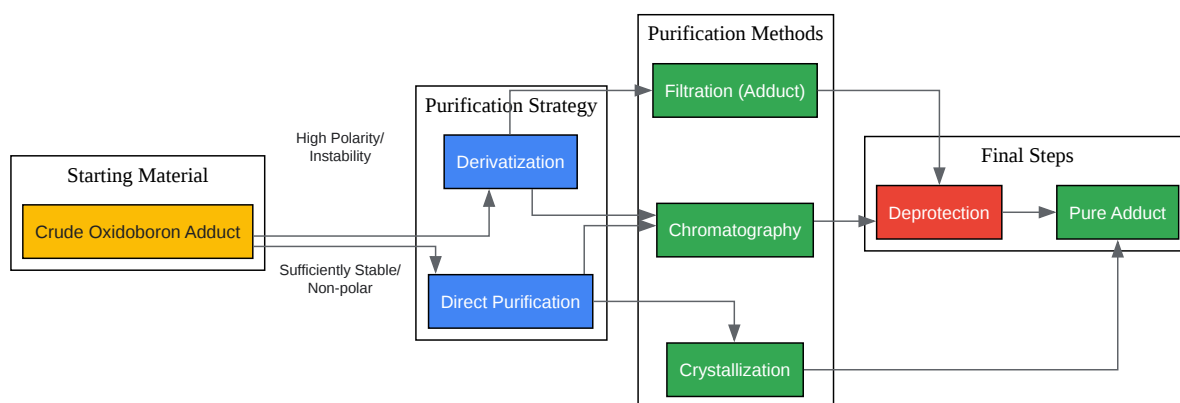 Starting Material
Crude Oxidoboron Adduct
High Polarity/
Instability
Sufficiently Stable/
Non-polar
Purification Strategy
Derivatization
Direct Purification
Purification Methods
Filtration (Adduct)
Chromatography
Crystallization
Final Steps
Deprotection
Pure Adduct